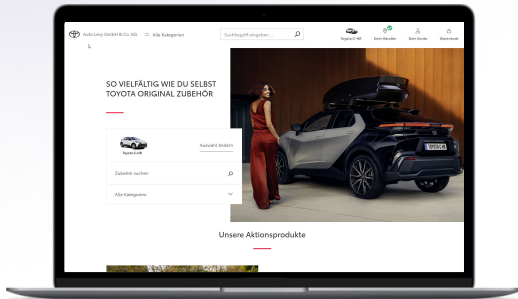 Auto Levy GmbH & Co. KG
Alle Kategorien
Suchbegriff eingeben ...
Toyota C-HR
Dein Händler
Dein Konto
Warenkorb
SO VIELFÄLTIG WIE DU SELBST
TOYOTA ORIGINAL ZUBEHÖR
Toyota C-HR
Auswahl ändern
Zubehör suchen
Alle Kategorien
Unsere Aktionsprodukte